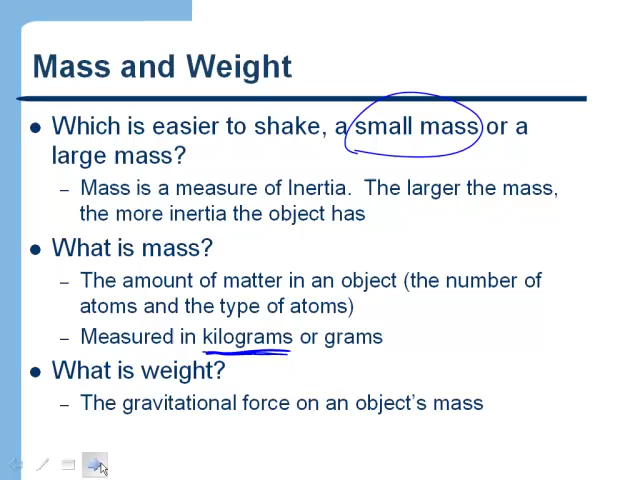 Mass and Weight
Which is easier to shake, a small mass or a
large mass?
– Mass is a measure of Inertia. The larger the mass,
the more inertia the object has
What is mass?
– The amount of matter in an object (the number of
atoms and the type of atoms)
– Measured in kilograms or grams
What is weight?
– The gravitational force on an object's mass